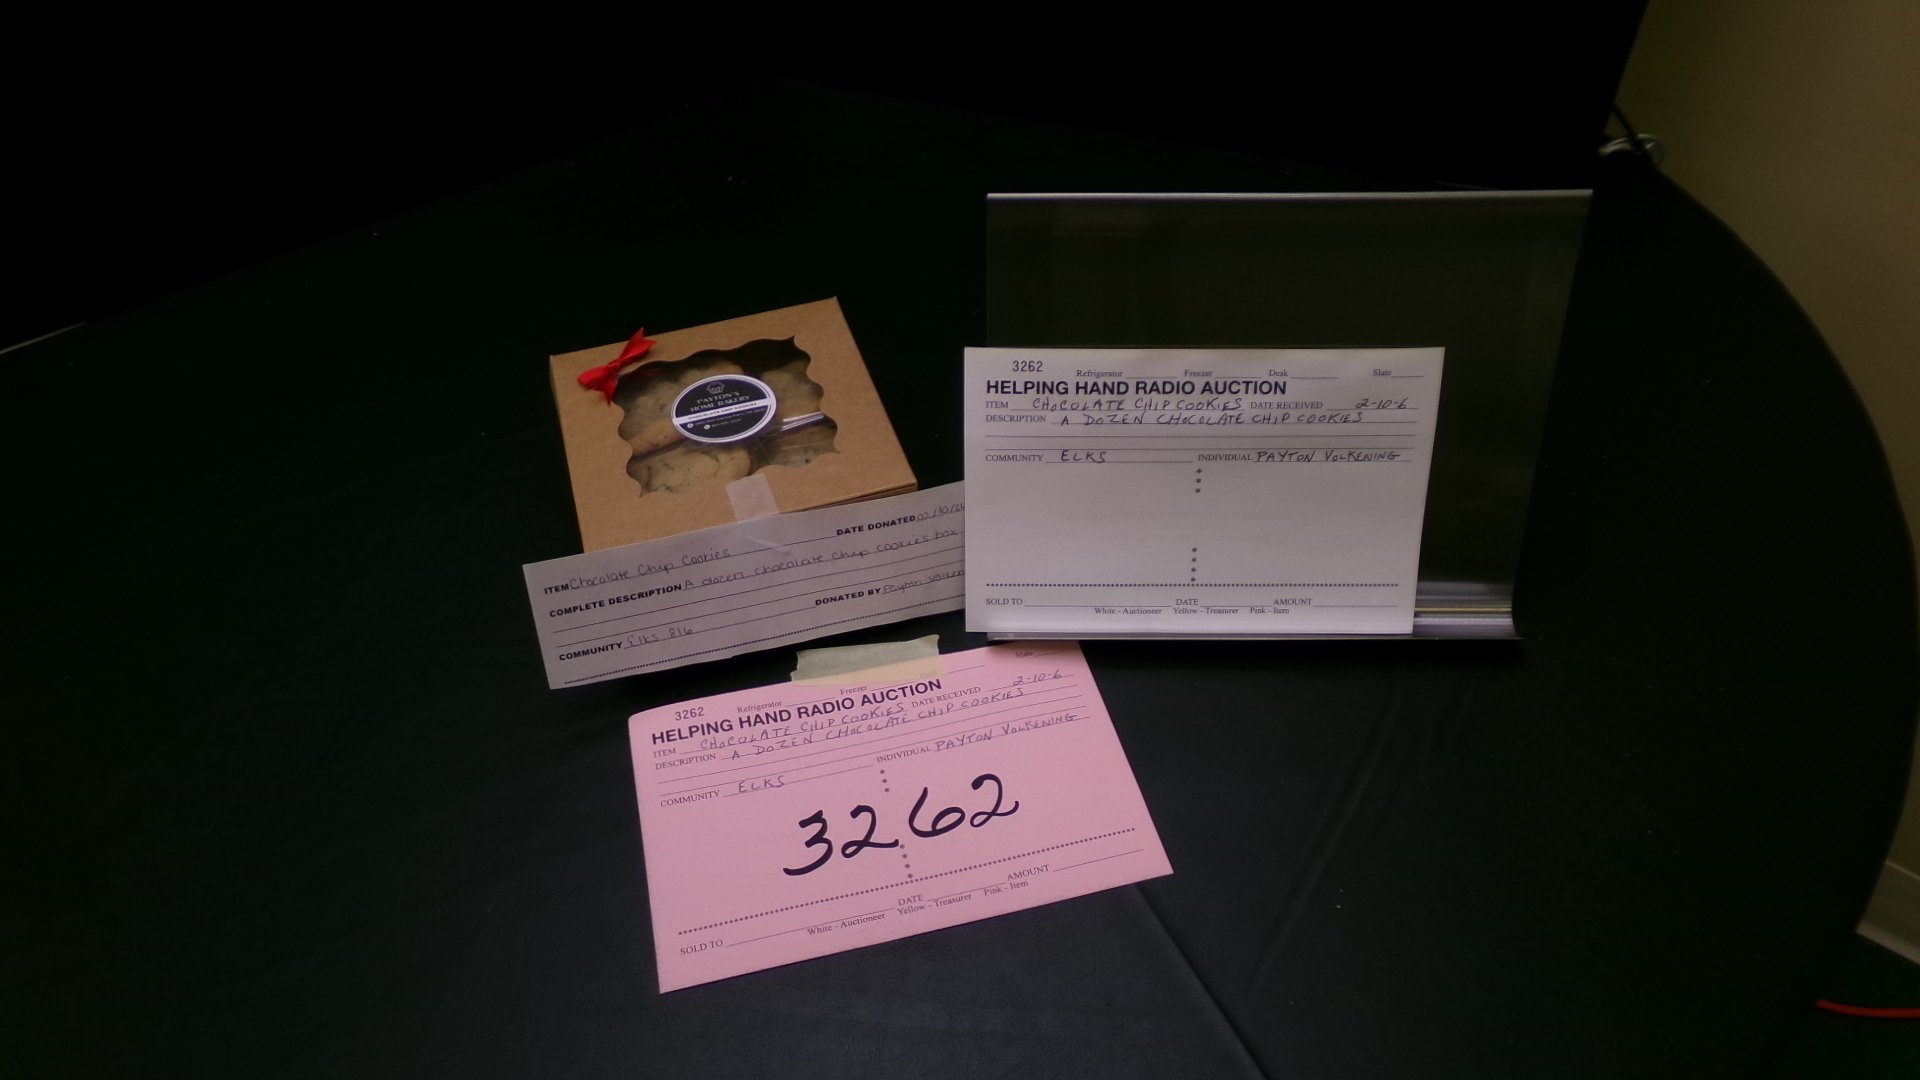 PAYTON'S
HOME BAKERY
CHOCOLATE CHIP COOKIES
DATE DONATED
ITEM Chocolate Chip Cookies
COMPLETE DESCRIPTION A dozen chocolate chip cookies box
DONATED BY Payton
COMMUNITY Elks 816
3262
Refrigerator Freezer Desk Slate
HELPING HAND RADIO AUCTION
ITEM CHOCOLATE CHIP COOKIES DATE RECEIVED 2-10-6
DESCRIPTION A DOZEN CHOCOLATE CHIP COOKIES
COMMUNITY ELKS INDIVIDUAL PAYTON VOLKENING
SOLD TO DATE AMOUNT
White - Auctioneer Yellow - Treasurer Pink - Item
3262 Refrigerator Freezer Slate
HELPING HAND RADIO AUCTION
ITEM CHOCOLATE CHIP COOKIES DATE RECEIVED 2-10-6
DESCRIPTION A DOZEN CHOCOLATE CHIP COOKIES
COMMUNITY ELKS INDIVIDUAL PAYTON VOLKENING
3262
SOLD TO DATE AMOUNT
White - Auctioneer Yellow - Treasurer Pink - Item